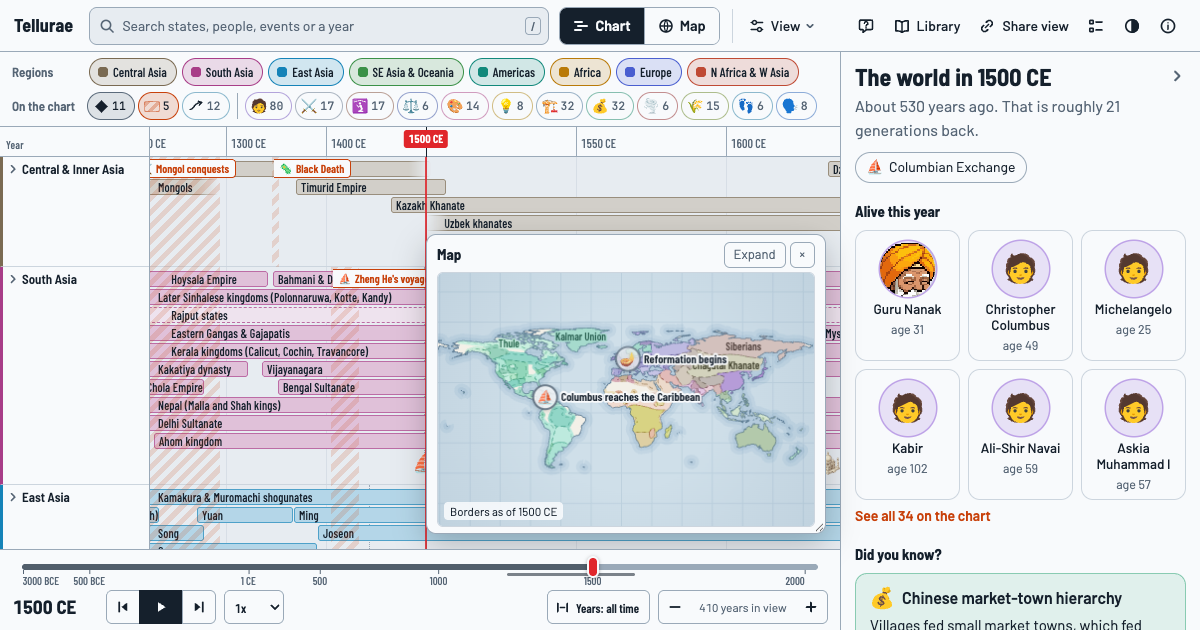 Tellurae
Search states, people, events or a year
/
Chart
Map
View
Library
Share view
Regions
Central Asia
South Asia
East Asia
SE Asia & Oceania
Americas
Africa
Europe
N Africa & W Asia
On the chart
11
5
12
80
17
17
6
14
8
32
32
6
15
6
8
Year
0 CE
1300 CE
1400 CE
1500 CE
1550 CE
1600 CE
Central & Inner Asia
Mongol conquests
Black Death
Mongols
Timurid Empire
Kazakh Khanate
Uzbek khanates
South Asia
Hoysala Empire
Bahmani & D
Zheng He's voyag
Later Sinhalese kingdoms (Polonnaruwa, Kotte, Kandy)
Rajput states
Eastern Gangas & Gajapatis
Mys
Kerala kingdoms (Calicut, Cochin, Travancore)
Kakatiya dynasty
Vijayanagara
Chola Empire
Bengal Sultanate
Nepal (Malla and Shah kings)
Delhi Sultanate
Ahom kingdom
East Asia
Kamakura & Muromachi shogunates
h)
Yuan
Ming
Song
Joseon
Map
Expand
×
Thule
Kalmar Union
Siberians
Reformation begins
Chagatai Khanate
Columbus reaches the Caribbean
Borders as of 1500 CE
3000 BCE
500 BCE
1 CE
500
1000
1500
2000
1500 CE
1x
Years: all time
410 years in view
The world in 1500 CE
About 530 years ago. That is roughly 21
generations back.
Columbian Exchange
Alive this year
Guru Nanak
age 31
Christopher
Columbus
age 49
Michelangelo
age 25
Kabir
age 102
Ali-Shir Navai
age 59
Askia
Muhammad I
age 57
See all 34 on the chart
Did you know?
Chinese market-town hierarchy
Villages fed small market towns, which fed